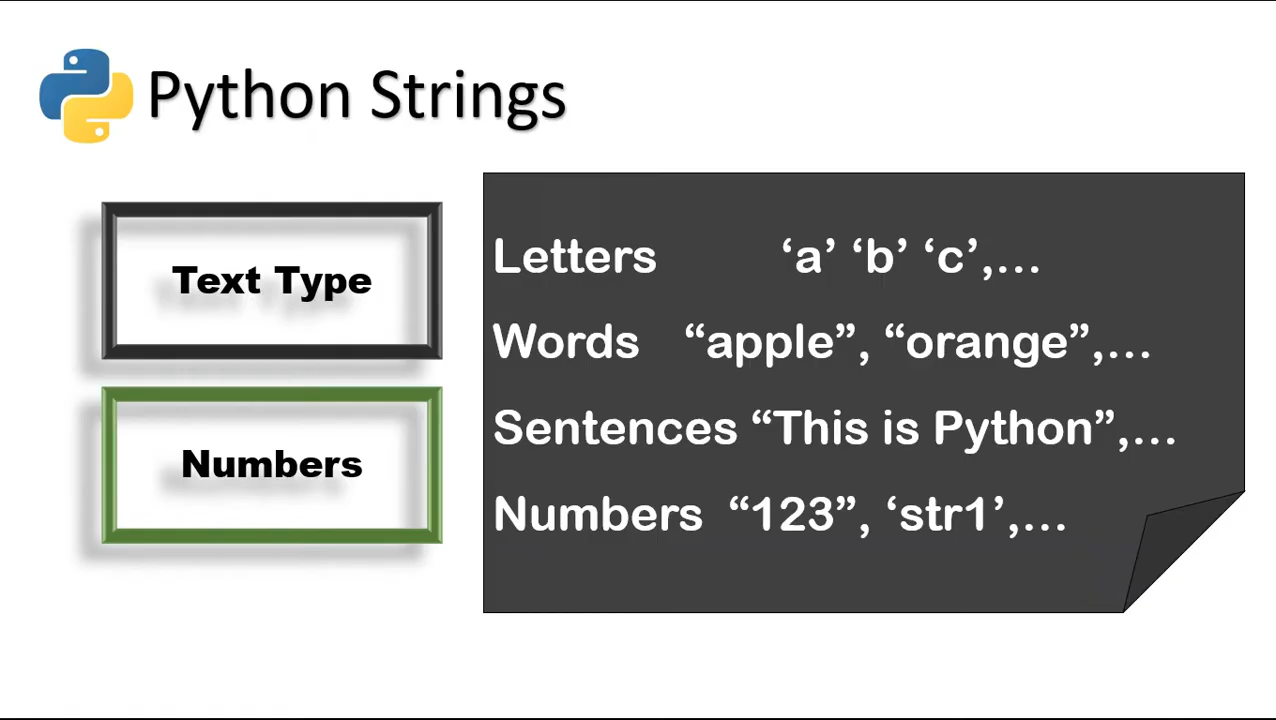 Python Strings
Text Type
Numbers
Letters ‘a’ ‘b’ ‘c’,...
Words “apple”, “orange”,...
Sentences “This is Python”,...
Numbers “123”, ‘str1’,...